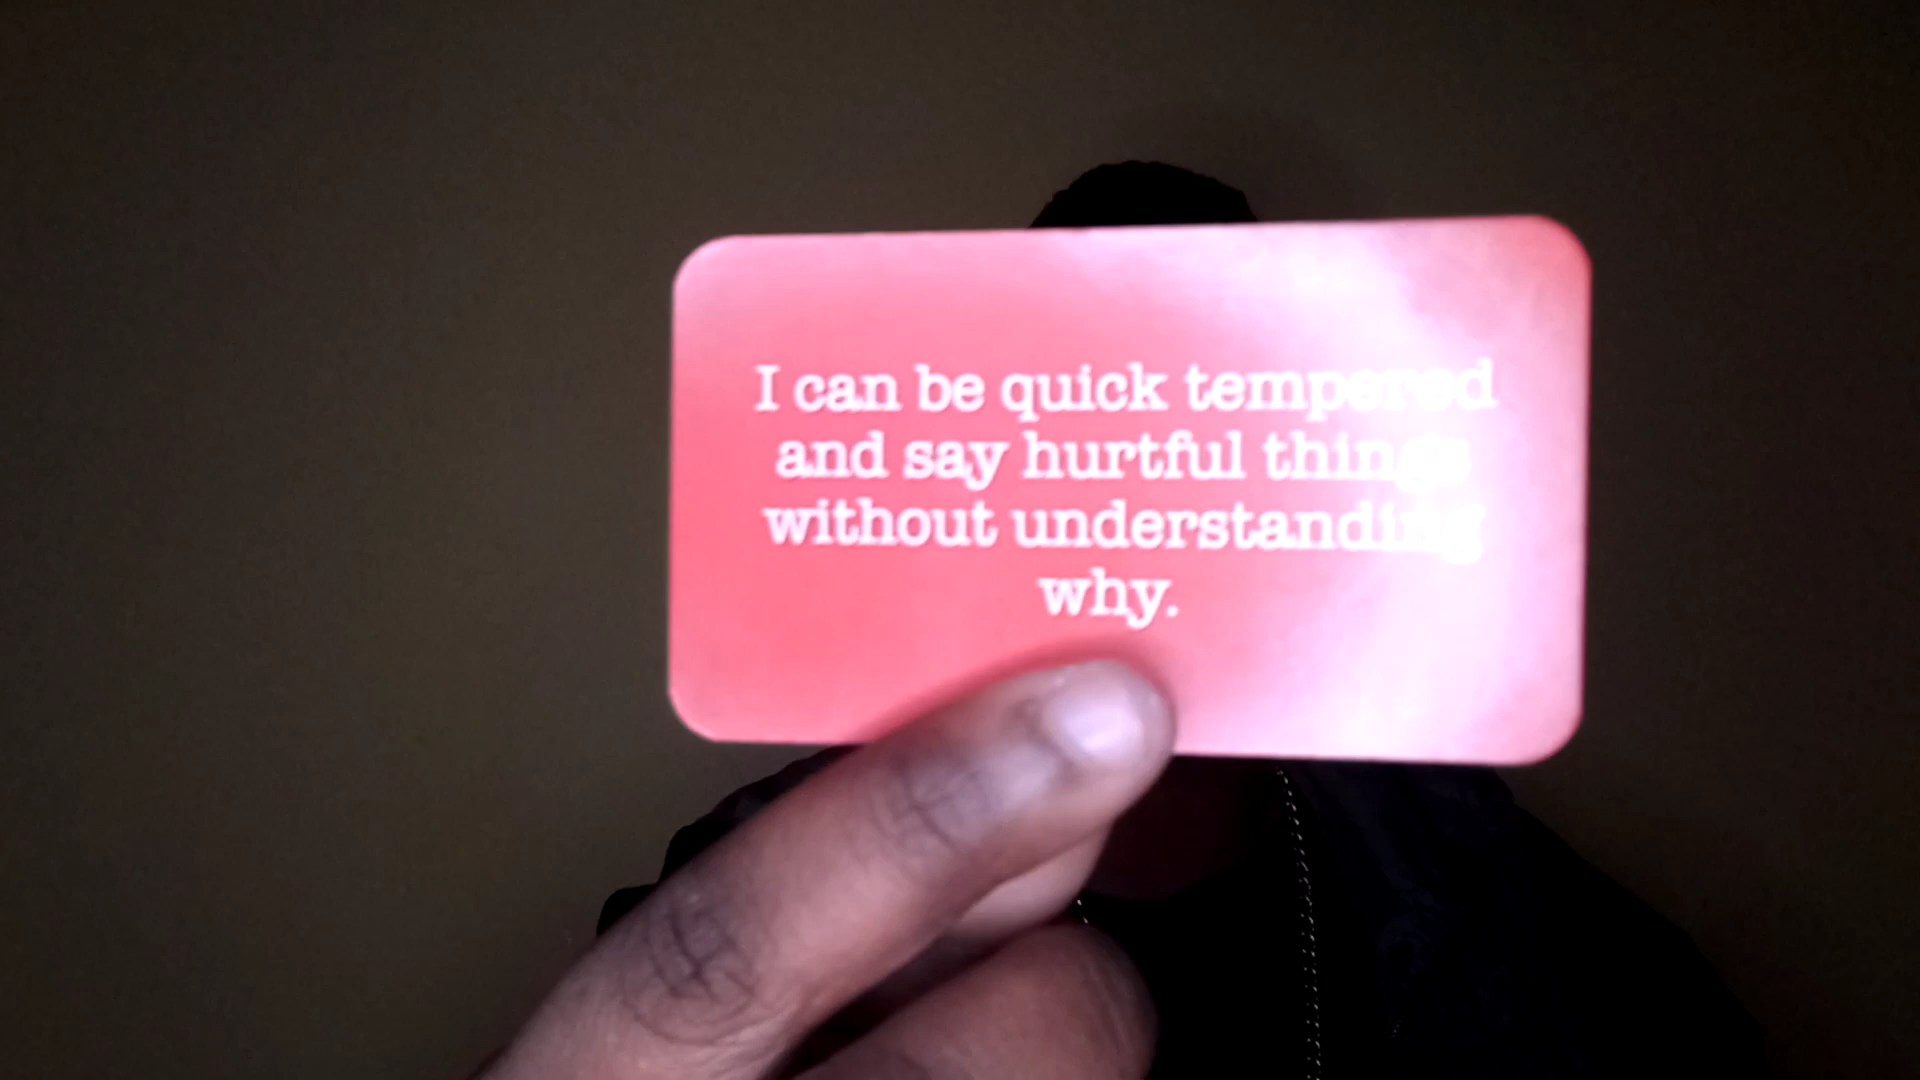 I can be quick tempered
and say hurtful things
without understanding
why.